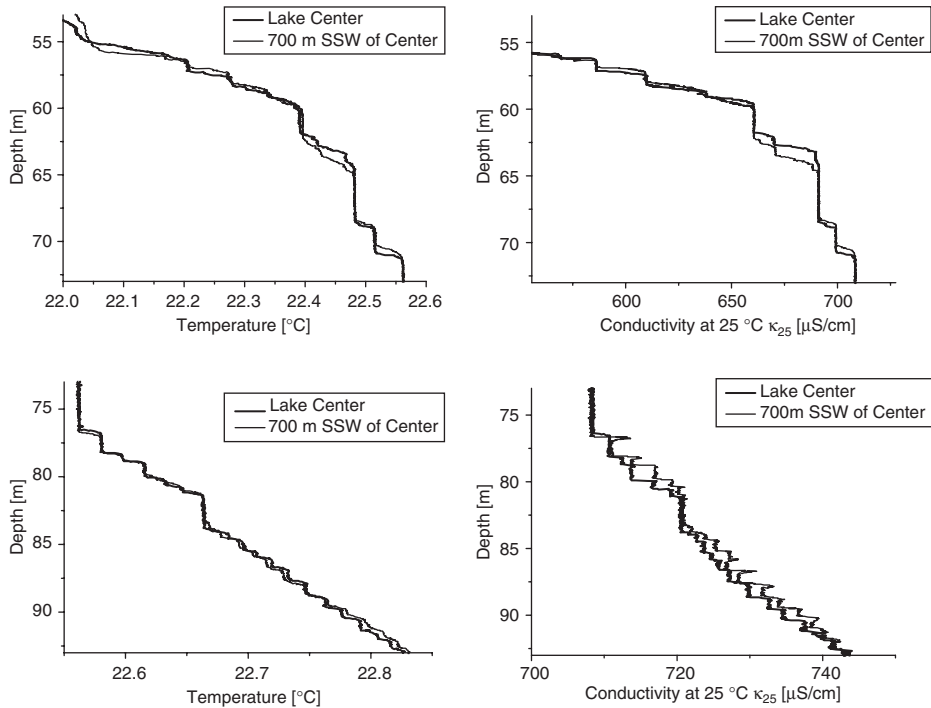 Lake Center
700 m SSW of Center
55
60
65
70
Depth [m]
22.0 22.1 22.2 22.3 22.4 22.5 22.6
Temperature [°C]
Lake Center
700m SSW of Center
55
60
65
70
Depth [m]
600 650 700
Conductivity at 25 °C κ25 [μS/cm]
Lake Center
700 m SSW of Center
75
80
85
90
Depth [m]
22.6 22.7 22.8
Temperature [°C]
Lake Center
700m SSW of Center
75
80
85
90
Depth [m]
700 720 740
Conductivity at 25 °C κ25 [μS/cm]